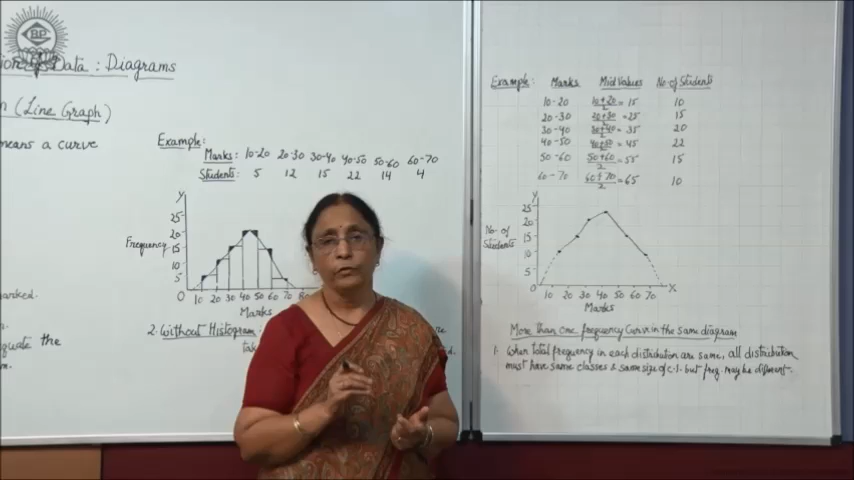 BP
Data : Diagrams
(Line Graph)
means a curve
Example:
Marks: 10-20 20-30 30-40 40-50 50-60 60-70
Students: 5 12 15 22 14 4
Y
25
20
15
10
5
0
Frequency
10 20 30 40 50 60 70 80
Marks
2. Without Histogram:
the
Example: Marks Mid Values No. of Students
10-20 10+20/2 = 15 10
20-30 20+30/2 = 25 15
30-40 30+40/2 = 35 20
40-50 40+50/2 = 45 22
50-60 50+60/2 = 55 15
60-70 60+70/2 = 65 10
Y
25
20
15
10
5
0
No. of
Students
10 20 30 40 50 60 70 X
Marks
More than one frequency Curve in the same diagram
1. When total frequency in each distribution are same, all distribution
must have same classes & same size of c.i. but freq. may be different.